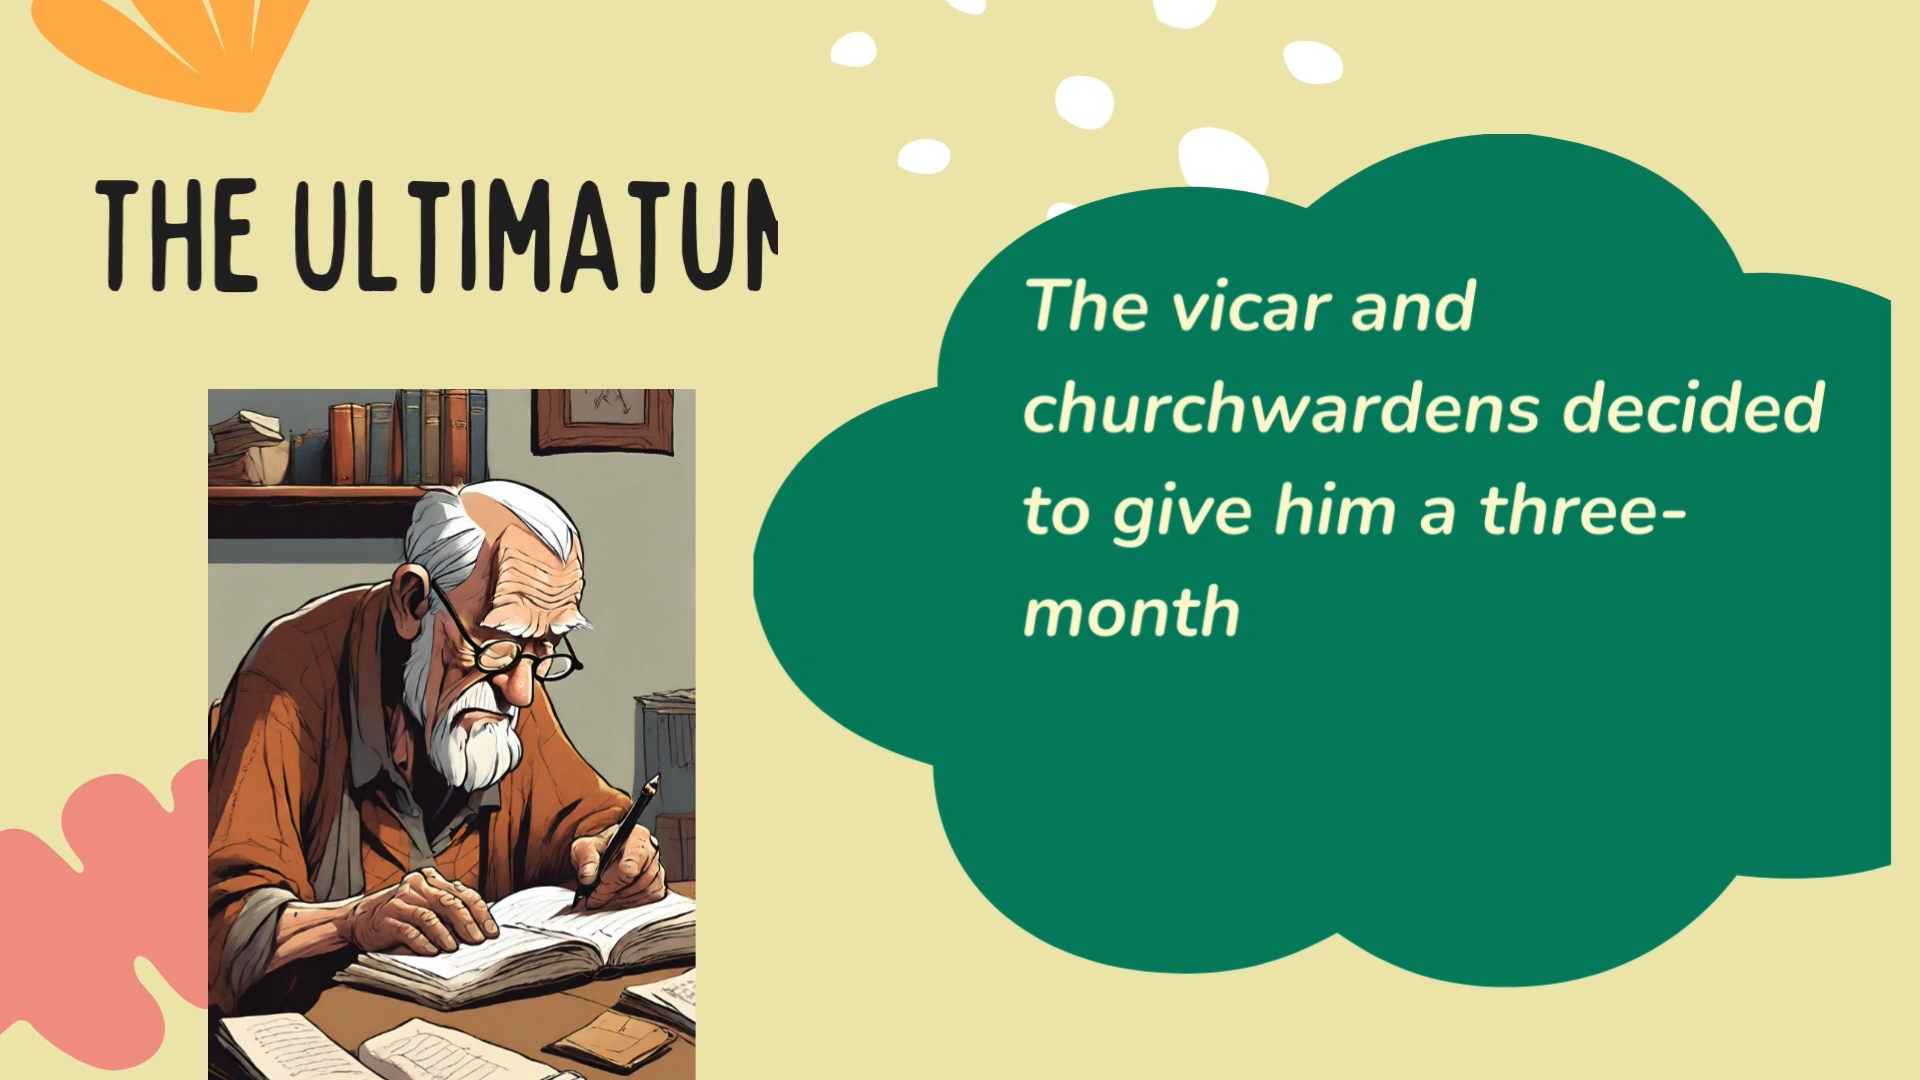 THE ULTIMATUM
The vicar and
churchwardens decided
to give him a three-
month